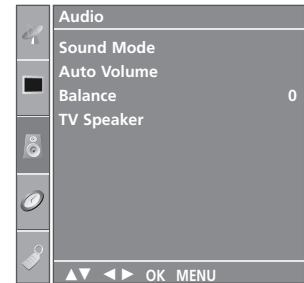 Audio
Sound Mode
Auto Volume
Balance 0
TV Speaker
▲▼ ◄► OK MENU